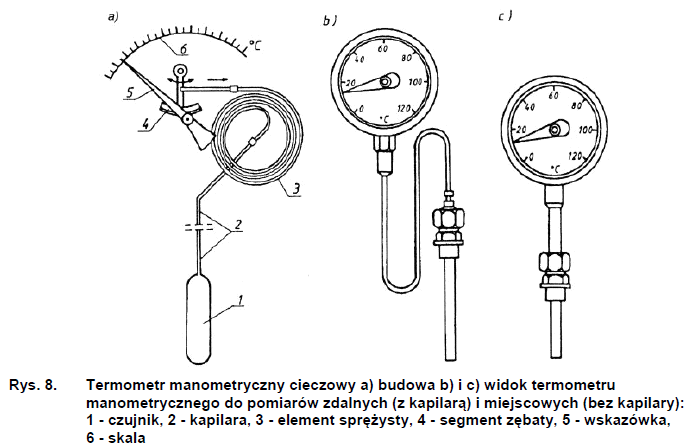 a)
b)
c)
°C
6
5
4
3
2
1
0
20
40
60
80
100
120
°C
0
20
40
60
80
100
120
°C
Rys. 8. Termometr manometryczny cieczowy a) budowa b) i c) widok termometru
manometrycznego do pomiarów zdalnych (z kapilarą) i miejscowych (bez kapilary):
1 - czujnik, 2 - kapilara, 3 - element sprężysty, 4 - segment zębaty, 5 - wskazówka,
6 - skala